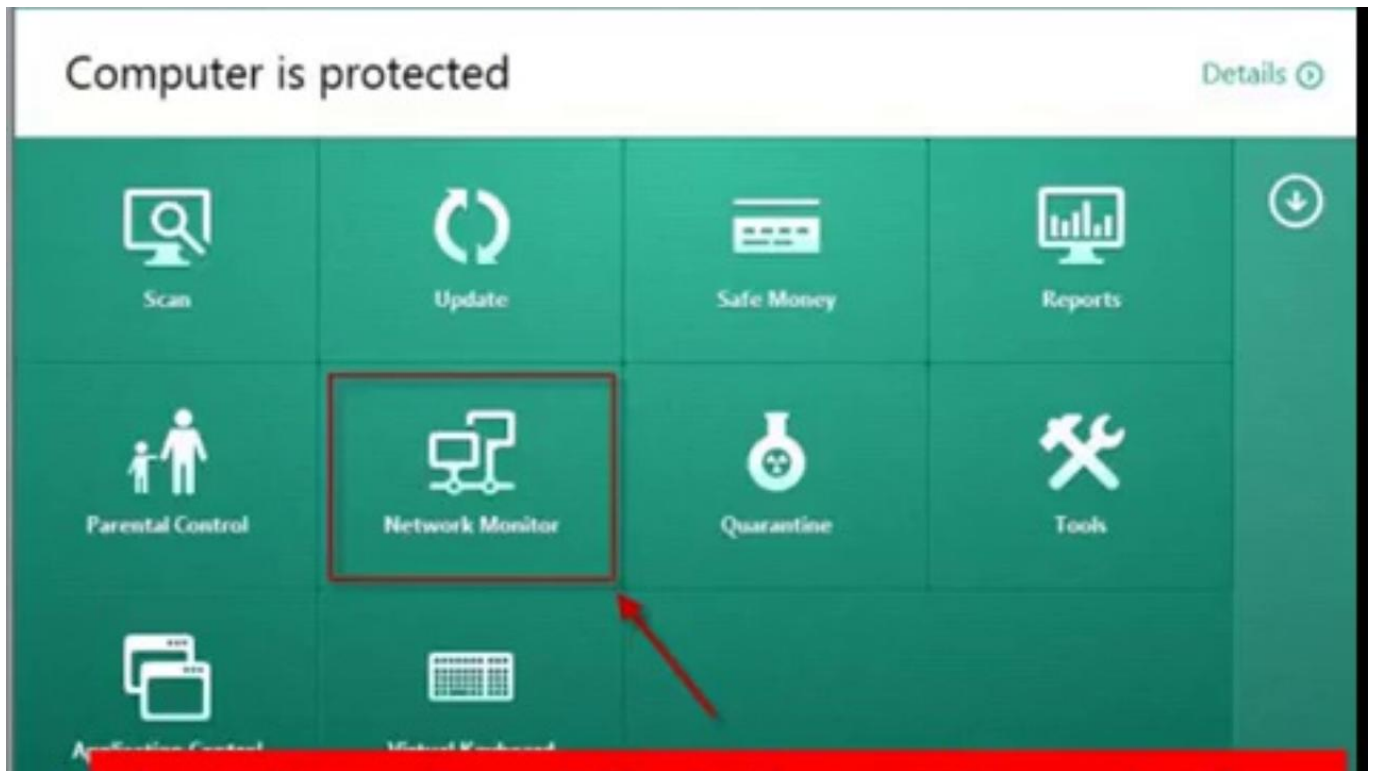 Computer is protected
Details
Scan
Update
Safe Money
Reports
Parental Control
Network Monitor
Quarantine
Tools